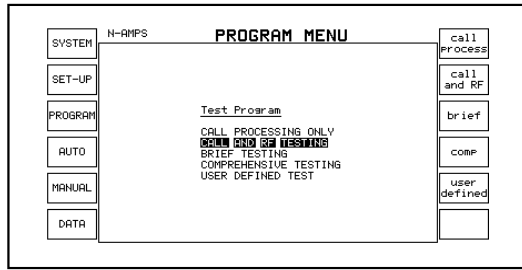 N-AMPS
PROGRAM MENU
SYSTEM
SET-UP
PROGRAM
AUTO
MANUAL
DATA
Test Program
CALL PROCESSING ONLY
CALL AND RF TESTING
BRIEF TESTING
COMPREHENSIVE TESTING
USER DEFINED TEST
call
process
call
and RF
brief
comp
user
defined